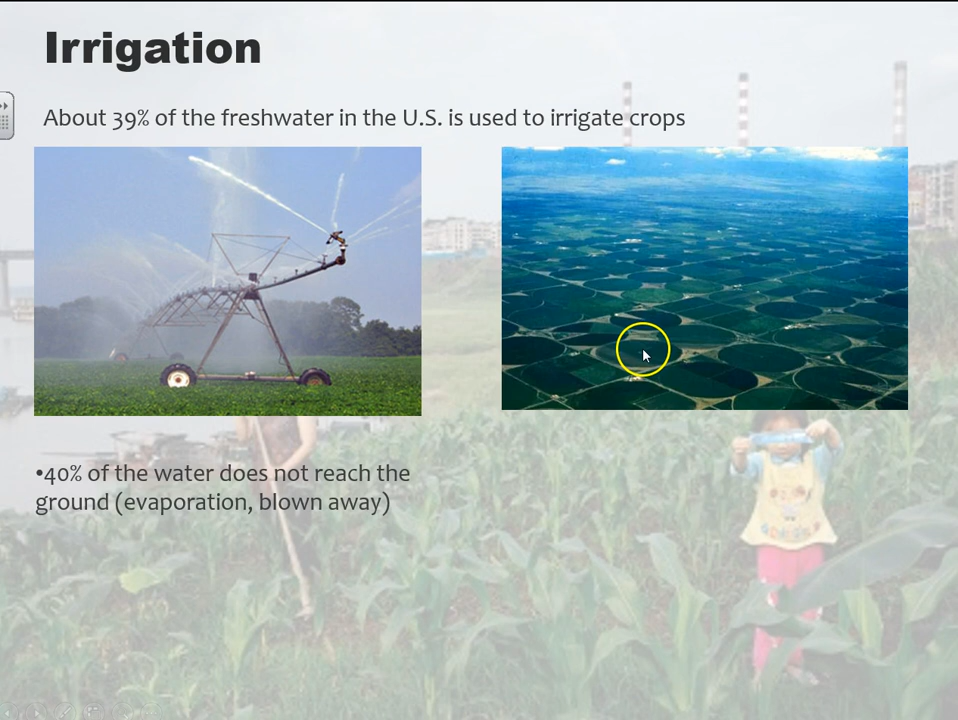 Irrigation
About 39% of the freshwater in the U.S. is used to irrigate crops
•40% of the water does not reach the
ground (evaporation, blown away)